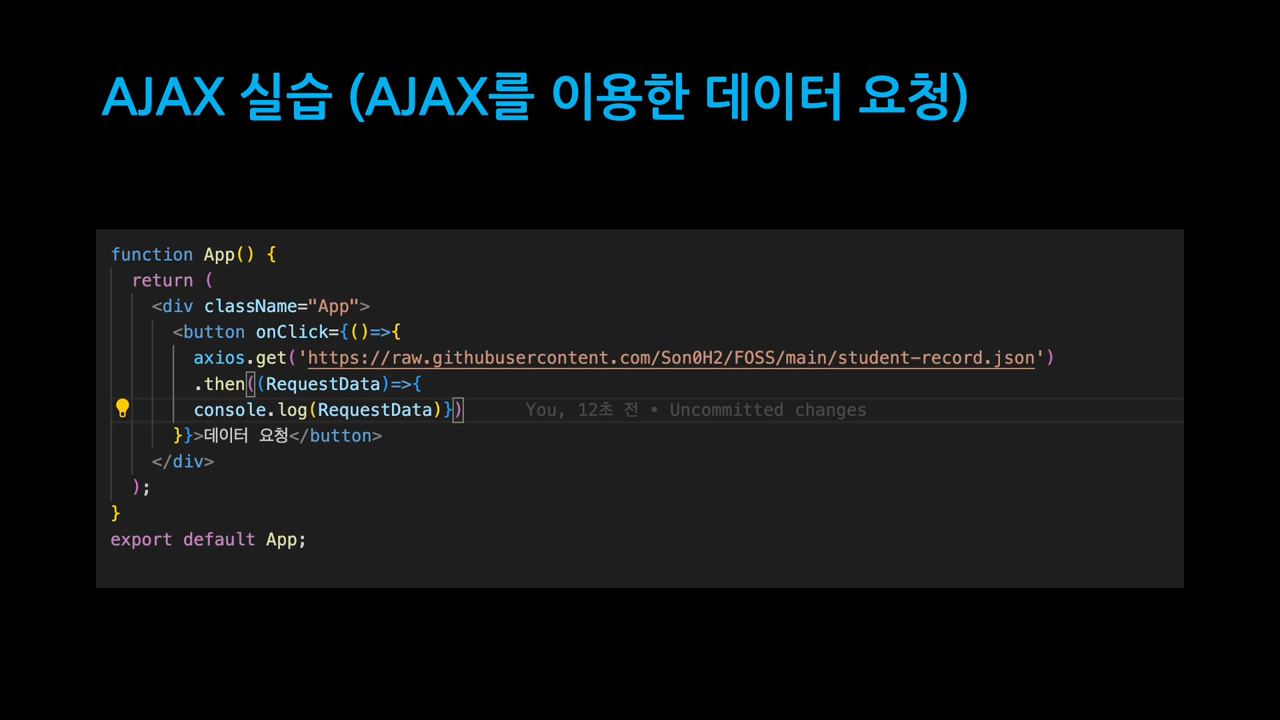 AJAX 실습 (AJAX를 이용한 데이터 요청)
function App() {
return (
<div className="App">
<button onClick={()=>{
axios.get('https://raw.githubusercontent.com/Son0H2/FOSS/main/student-record.json')
.then((RequestData)=>{
console.log(RequestData)}) You, 12초 전 • Uncommitted changes
}}>데이터 요청</button>
</div>
);
}
export default App;